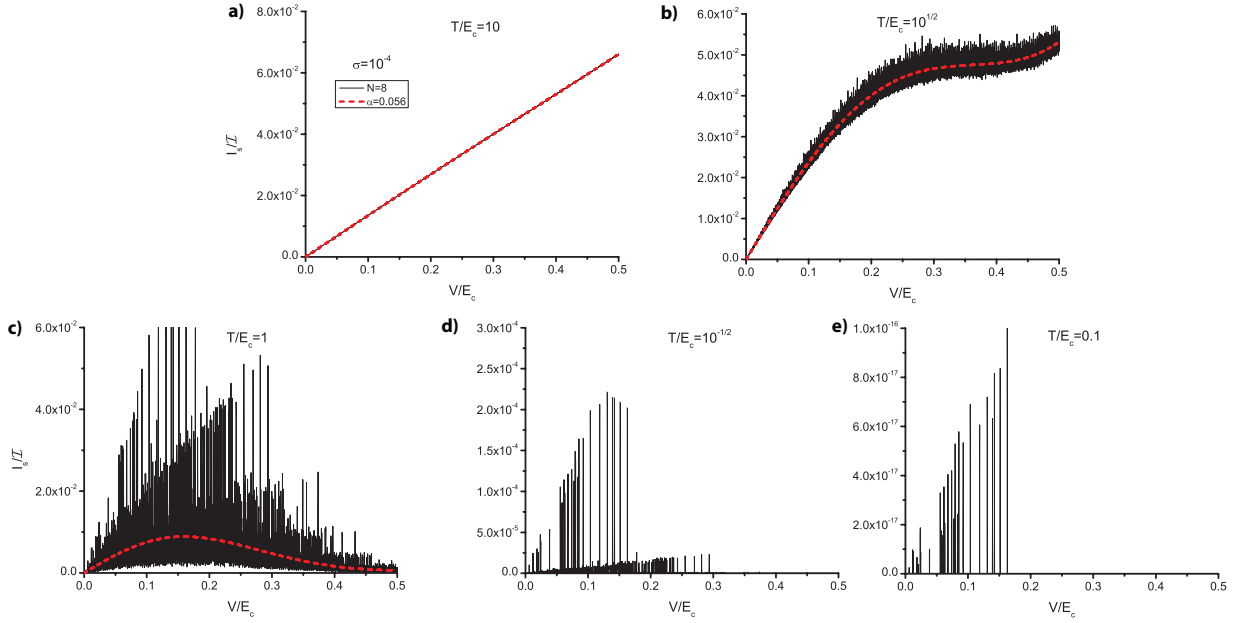 a)
T/E_c=10
σ=10^-4
N=8
α=0.056
I_s/ℐ
8.0x10^-2
6.0x10^-2
4.0x10^-2
2.0x10^-2
0.0
0.0 0.1 0.2 0.3 0.4 0.5
V/E_c
b)
T/E_c=10^1/2
6.0x10^-2
5.0x10^-2
4.0x10^-2
3.0x10^-2
2.0x10^-2
1.0x10^-2
0.0
0.0 0.1 0.2 0.3 0.4 0.5
V/E_c
c)
T/E_c=1
I_s/ℐ
6.0x10^-2
4.0x10^-2
2.0x10^-2
0.0
0.0 0.1 0.2 0.3 0.4 0.5
V/E_c
d)
T/E_c=10^-1/2
3.0x10^-4
2.5x10^-4
2.0x10^-4
1.5x10^-4
1.0x10^-4
5.0x10^-5
0.0
0.0 0.1 0.2 0.3 0.4 0.5
V/E_c
e)
T/E_c=0.1
1.0x10^-16
8.0x10^-17
6.0x10^-17
4.0x10^-17
2.0x10^-17
0.0
0.0 0.1 0.2 0.3 0.4 0.5
V/E_c